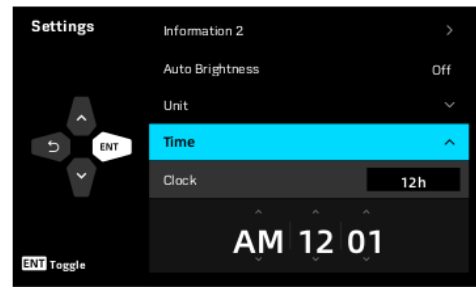 Settings
Information 2
Auto Brightness Off
Unit
ENT
Time
Clock 12h
AM 12 01
ENT Toggle